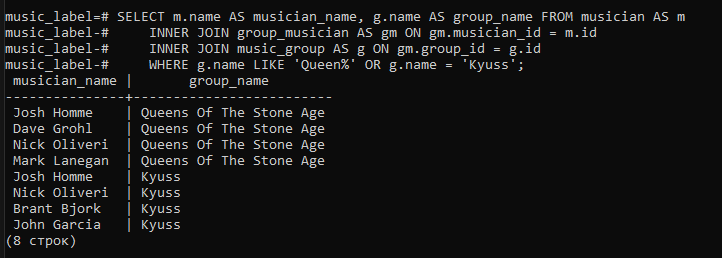 music_label=# SELECT m.name AS musician_name, g.name AS group_name FROM musician AS m
music_label-#     INNER JOIN group_musician AS gm ON gm.musician_id = m.id
music_label-#     INNER JOIN music_group AS g ON gm.group_id = g.id
music_label-#     WHERE g.name LIKE 'Queen%' OR g.name = 'Kyuss';
 musician_name |       group_name
---------------+-------------------------
 Josh Homme    | Queens Of The Stone Age
 Dave Grohl    | Queens Of The Stone Age
 Nick Oliveri  | Queens Of The Stone Age
 Mark Lanegan  | Queens Of The Stone Age
 Josh Homme    | Kyuss
 Nick Oliveri  | Kyuss
 Brant Bjork   | Kyuss
 John Garcia   | Kyuss
(8 строк)